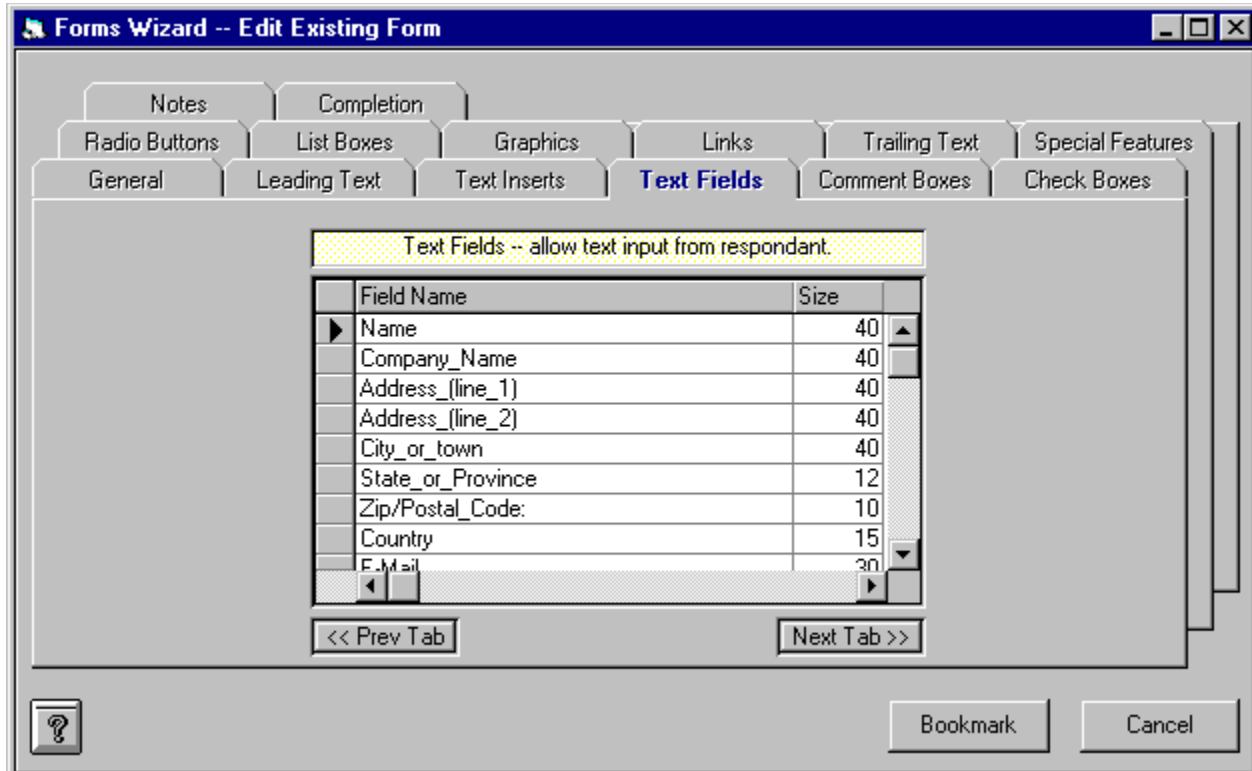 Forms Wizard -- Edit Existing Form
Notes Completion
Radio Buttons List Boxes Graphics Links Trailing Text Special Features
General Leading Text Text Inserts Text Fields Comment Boxes Check Boxes
Text Fields -- allow text input from respondant.
Field Name Size
Name 40
Company_Name 40
Address_(line_1) 40
Address_(line_2) 40
City_or_town 40
State_or_Province 12
Zip/Postal_Code: 10
Country 15
E-Mail 30
<< Prev Tab Next Tab >>
? Bookmark Cancel